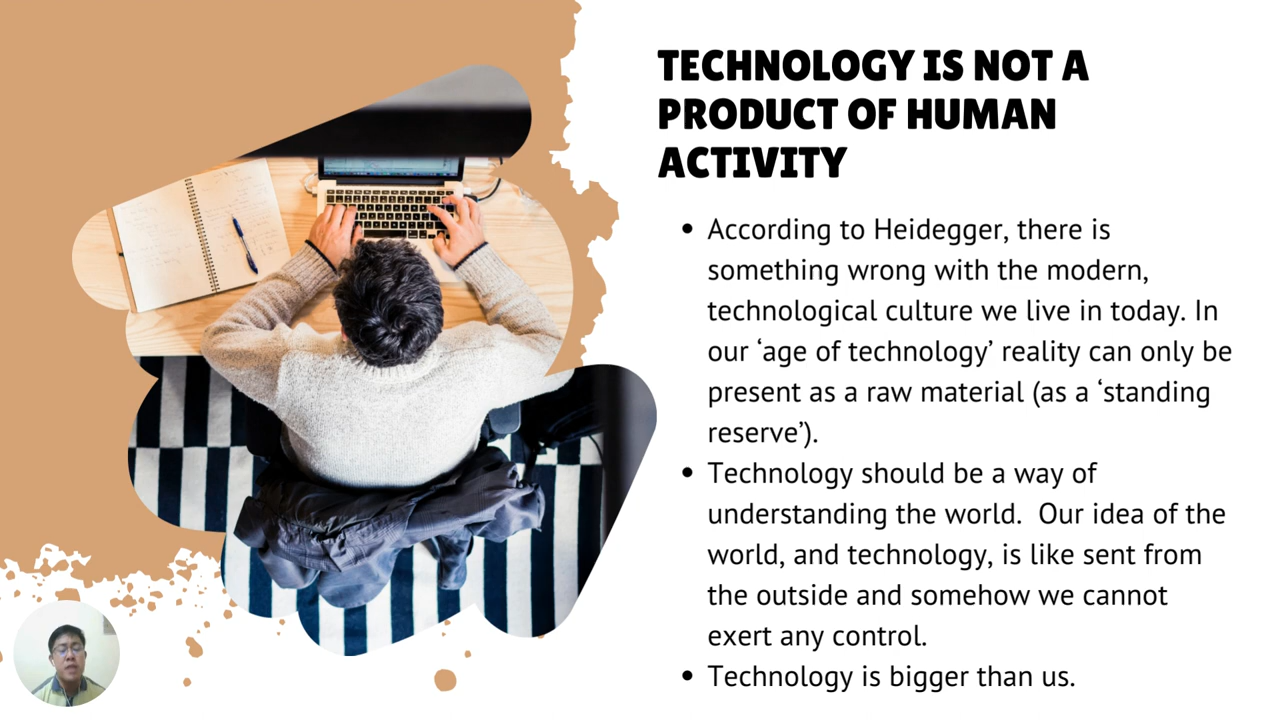 TECHNOLOGY IS NOT A
PRODUCT OF HUMAN
ACTIVITY
• According to Heidegger, there is
something wrong with the modern,
technological culture we live in today. In
our ‘age of technology’ reality can only be
present as a raw material (as a ‘standing
reserve’).
• Technology should be a way of
understanding the world.  Our idea of the
world, and technology, is like sent from
the outside and somehow we cannot
exert any control.
• Technology is bigger than us.